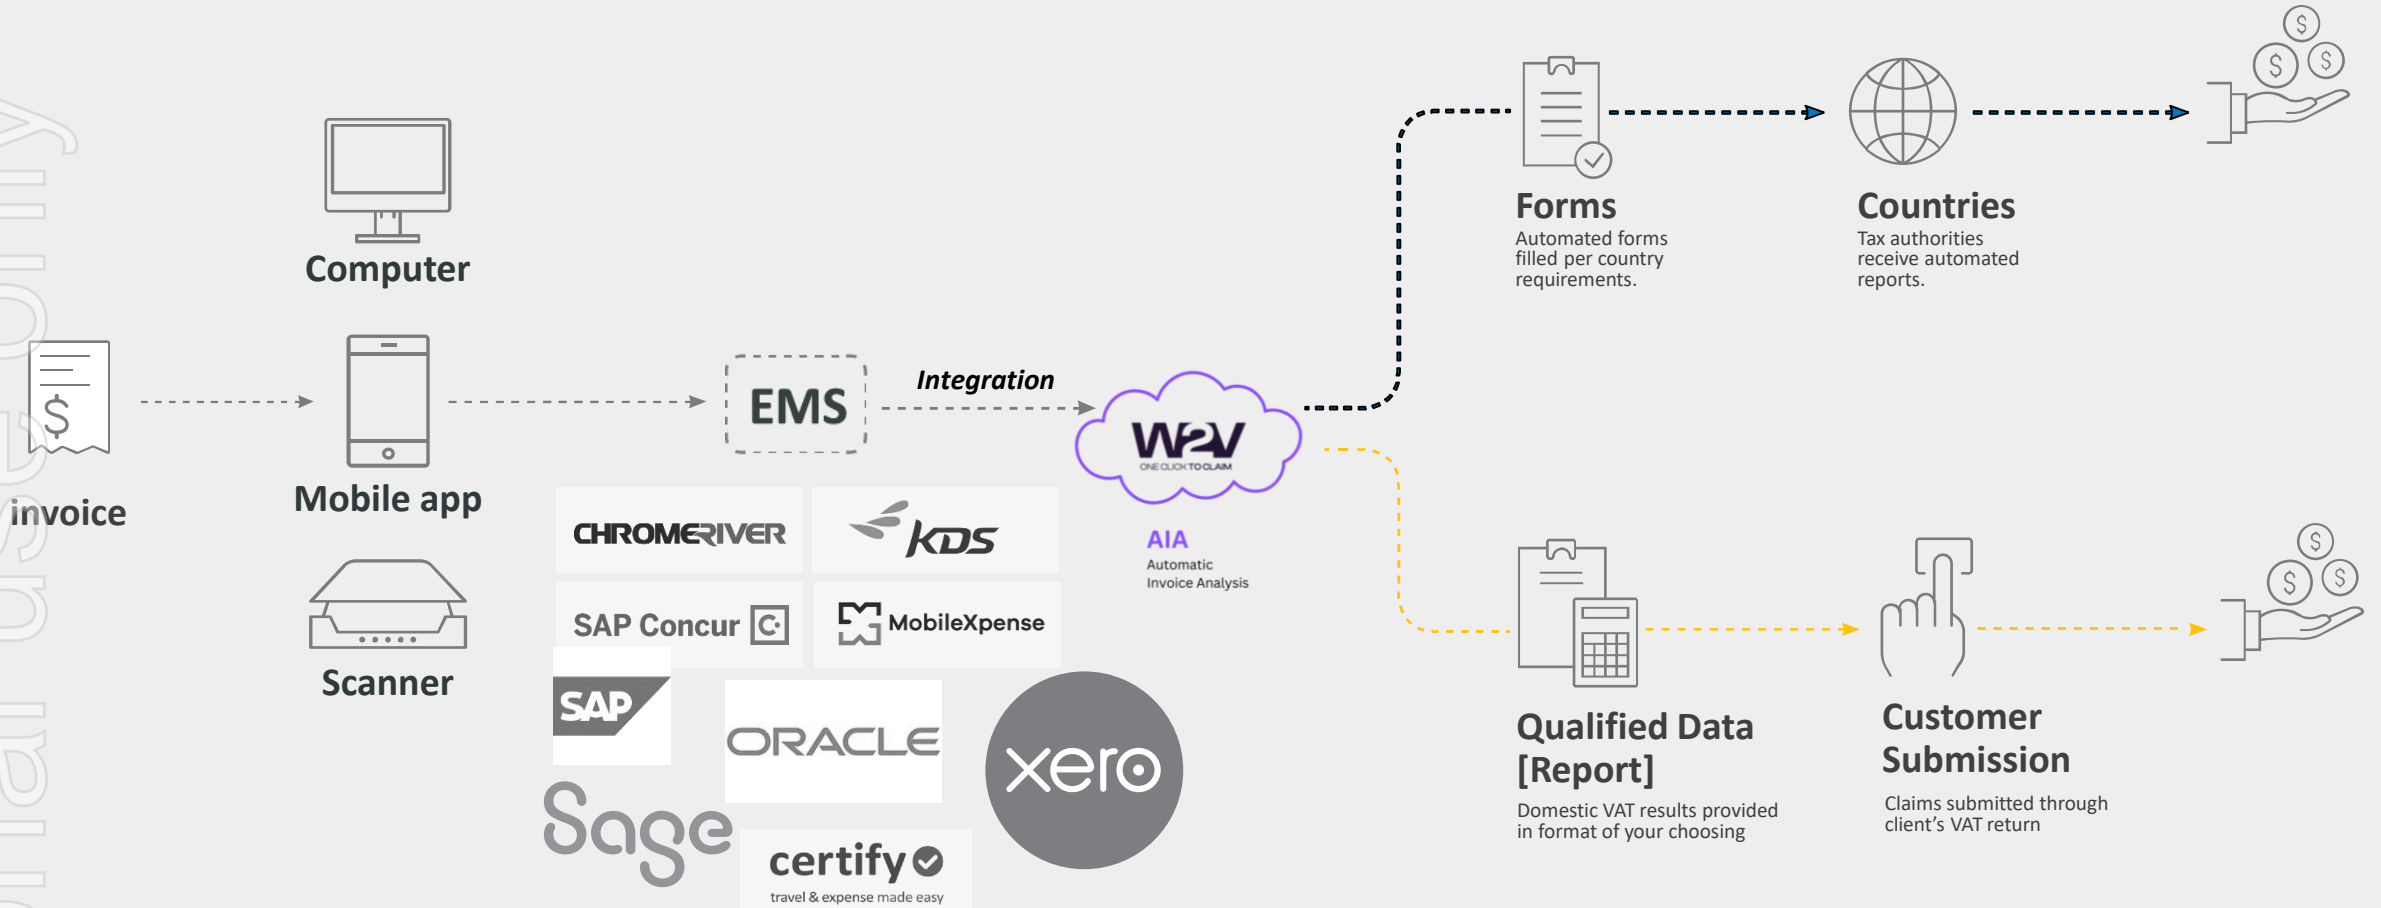 Computer
invoice
Mobile app
Scanner
EMS
Integration
CHROMERIVER
KDS
SAP Concur C.
MobileXpense
SAP
ORACLE
xero
Sage
certify
travel & expense made easy
W2V
ONE CLICK TO CLAIM
AIA
Automatic
Invoice Analysis
Forms
Automated forms
filled per country
requirements.
Countries
Tax authorities
receive automated
reports.
Qualified Data
[Report]
Domestic VAT results provided
in format of your choosing
Customer
Submission
Claims submitted through
client's VAT return
use only